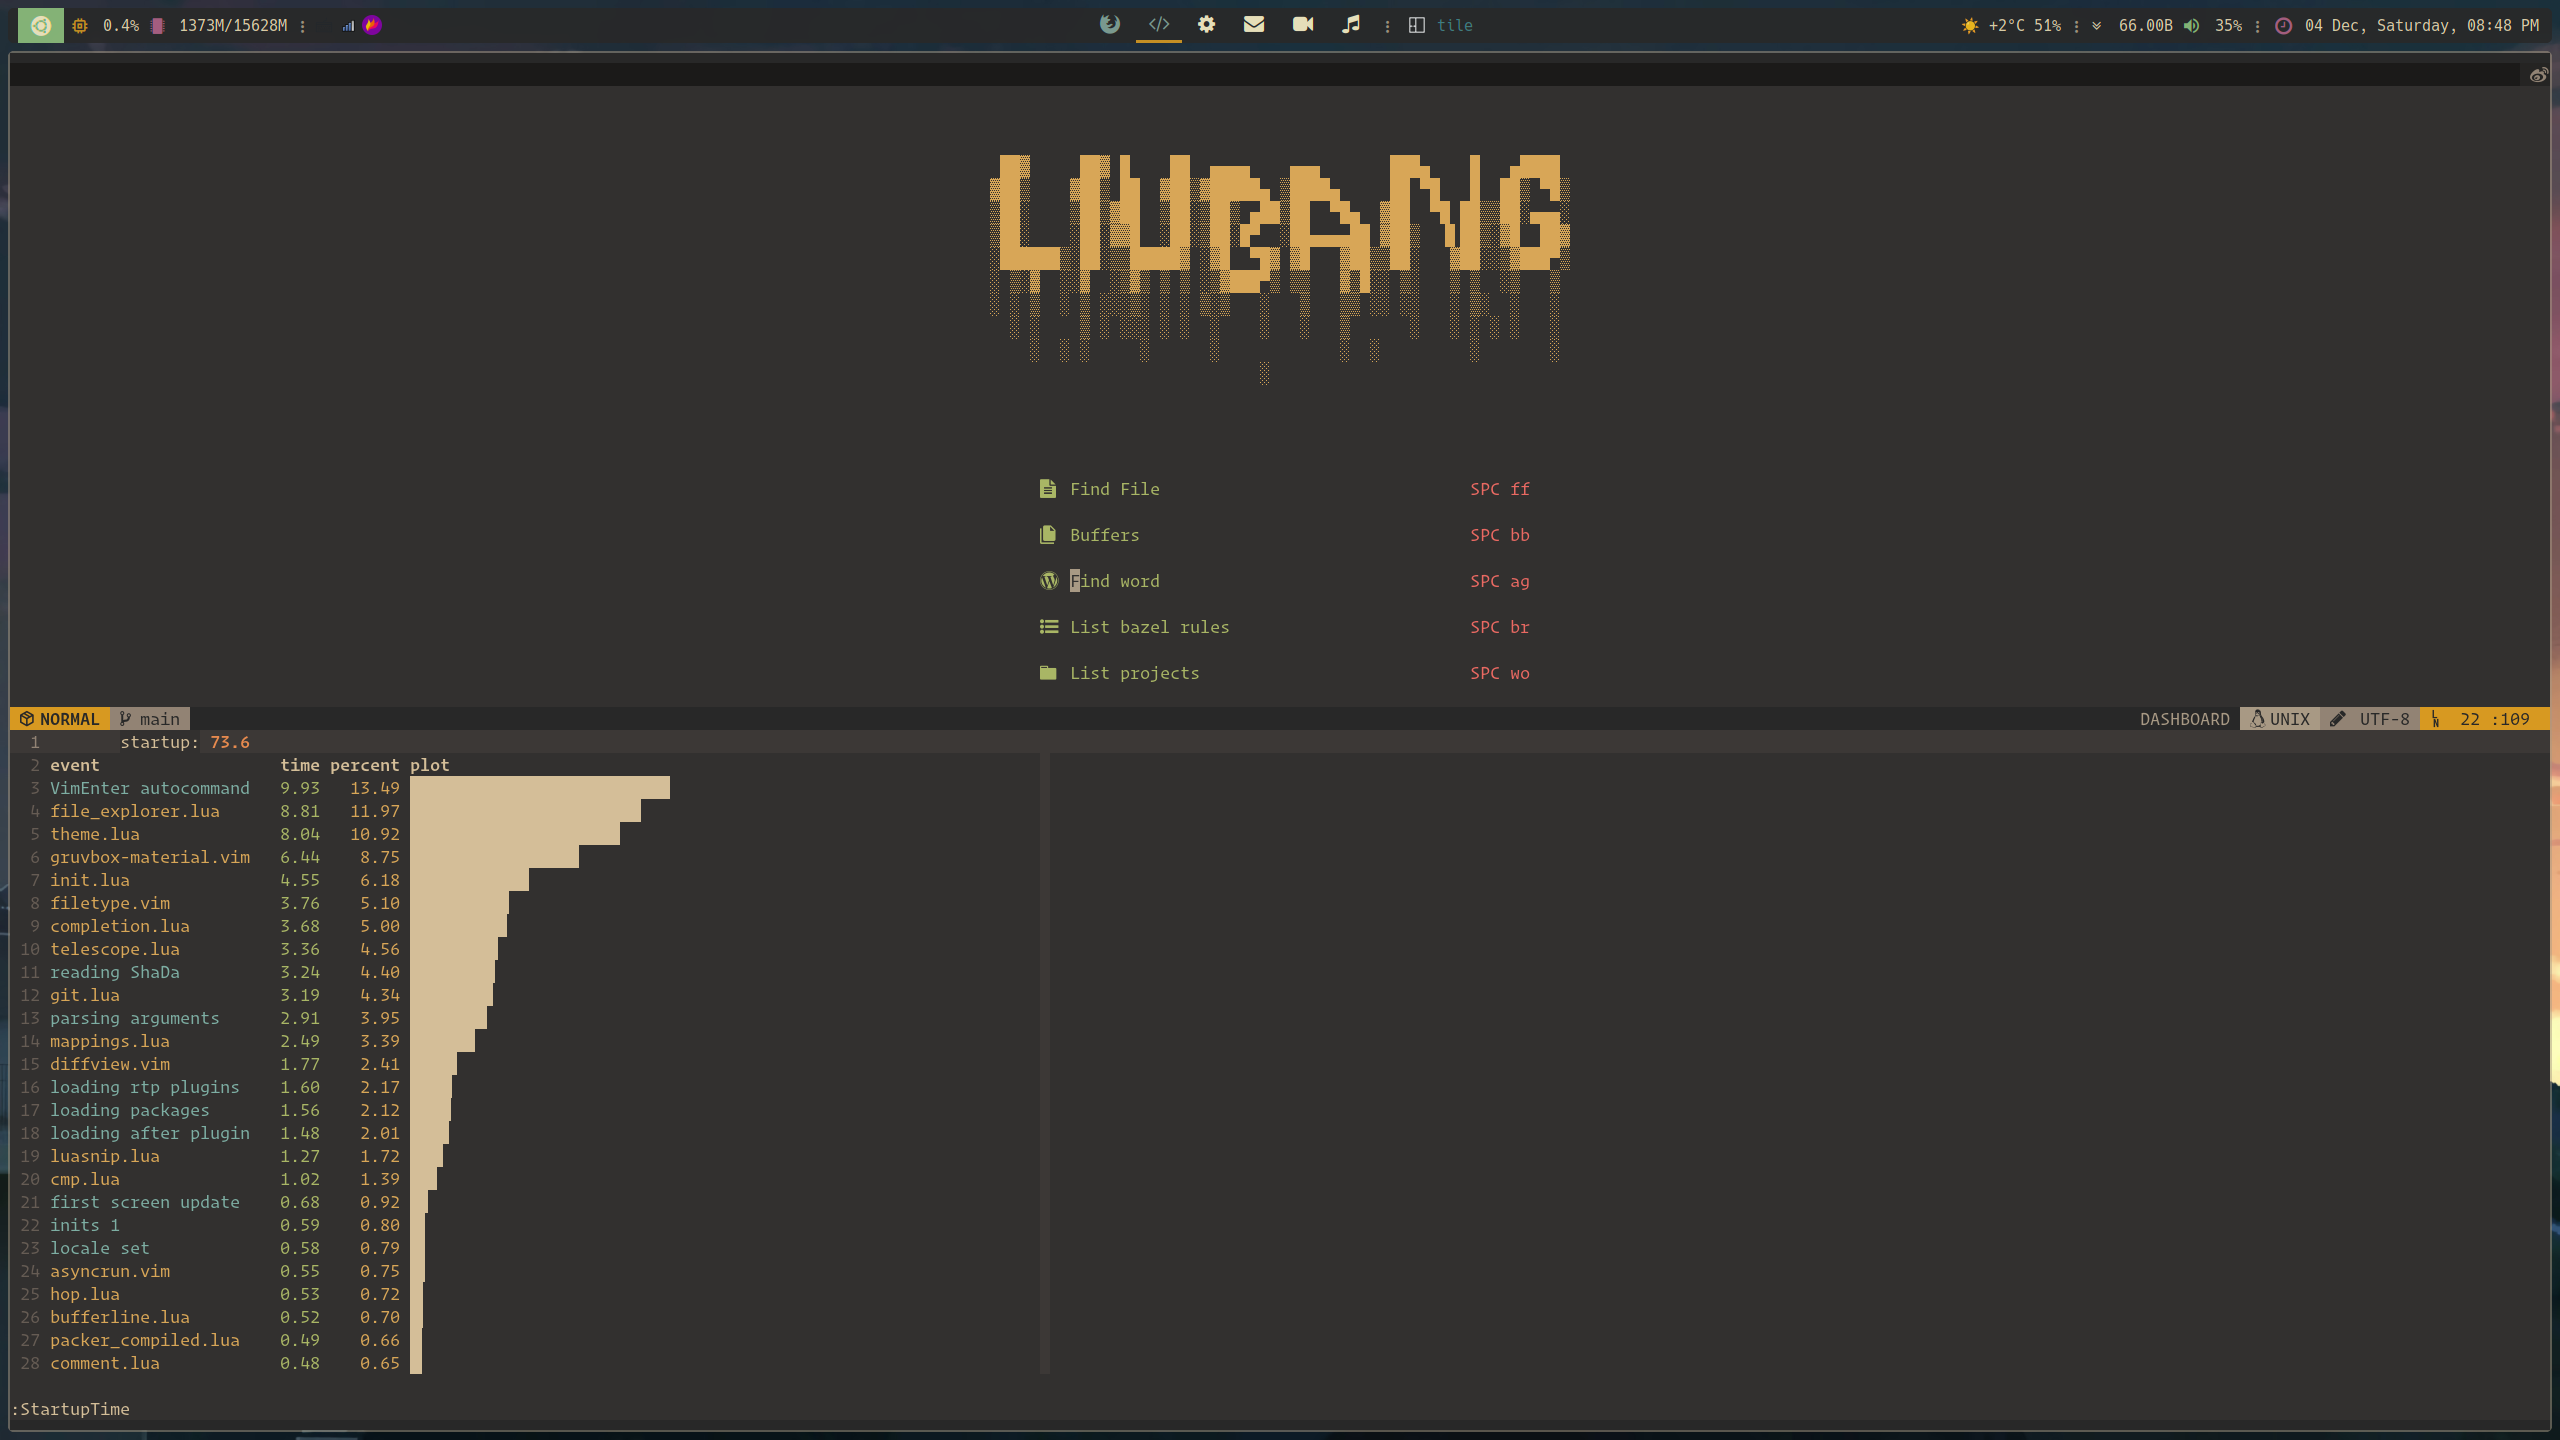 0.4% 1373M/15628M tile +2°C 51% 66.00B 35% 04 Dec, Saturday, 08:48 PM
LIUBANG
Find File SPC ff
Buffers SPC bb
Find word SPC ag
List bazel rules SPC br
List projects SPC wo
NORMAL main DASHBOARD UNIX UTF-8 LN 22 :109
1 startup: 73.6
2 event time percent plot
3 VimEnter autocommand 9.93 13.49
4 file_explorer.lua 8.81 11.97
5 theme.lua 8.04 10.92
6 gruvbox-material.vim 6.44 8.75
7 init.lua 4.55 6.18
8 filetype.vim 3.76 5.10
9 completion.lua 3.68 5.00
10 telescope.lua 3.36 4.56
11 reading ShaDa 3.24 4.40
12 git.lua 3.19 4.34
13 parsing arguments 2.91 3.95
14 mappings.lua 2.49 3.39
15 diffview.vim 1.77 2.41
16 loading rtp plugins 1.60 2.17
17 loading packages 1.56 2.12
18 loading after plugin 1.48 2.01
19 luasnip.lua 1.27 1.72
20 cmp.lua 1.02 1.39
21 first screen update 0.68 0.92
22 inits 1 0.59 0.80
23 locale set 0.58 0.79
24 asyncrun.vim 0.55 0.75
25 hop.lua 0.53 0.72
26 bufferline.lua 0.52 0.70
27 packer_compiled.lua 0.49 0.66
28 comment.lua 0.48 0.65
:StartupTime